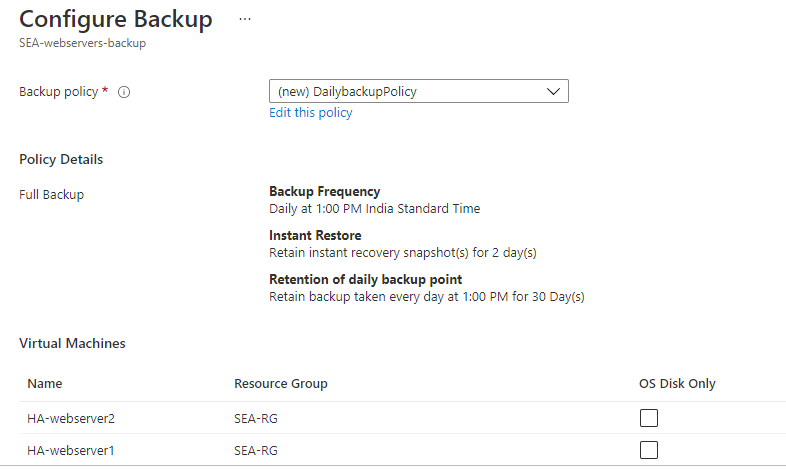 Configure Backup ...
SEA-webservers-backup
Backup policy * (new) DailybackupPolicy
Edit this policy
Policy Details
Full Backup
Backup Frequency
Daily at 1:00 PM India Standard Time
Instant Restore
Retain instant recovery snapshot(s) for 2 day(s)
Retention of daily backup point
Retain backup taken every day at 1:00 PM for 30 Day(s)
Virtual Machines
Name Resource Group OS Disk Only
HA-webserver2 SEA-RG
HA-webserver1 SEA-RG